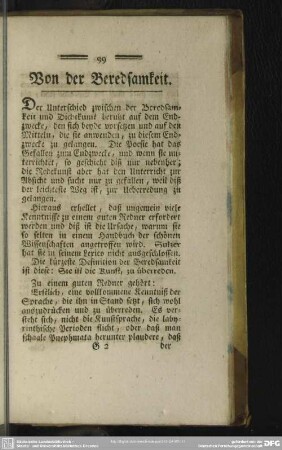 99
Von der Beredsamkeit.
Der Unterschied zwischen der Beredsam-
keit und Dichtkunst beruht auf dem End-
zwecke, den sich beyde vorsetzen und auf den
Mitteln, die sie anwenden, zu diesem End-
zweckt zu gelangen. Die Poesie hat das
Gefallen zum Endzweck, und wenn sie un-
terrichtet, so geschieht diß nur nebenher;
die Redekunst aber hat den Unterricht zur
Absicht und sucht nur zu gefallen, weil diß
der leichteste Weg ist, zur Ueberredung zu
gelangen.
Hieraus erhellet, daß ungemein viele
Kenntnisse zu einem guten Redner erfordert
werden und diß ist die Ursache, warum sie
so selten in einem Handbuch der schönen
Wissenschaften angetroffen wird. Sulzer
hat sie in seinem Lexico nicht ausgeschlossen.
Die kürzeste Definition der Beredsamkeit
ist diese: Sie ist die Kunst, zu überreden.
Zu einem guten Redner gehört:
Erstlich, eine vollkommene Kenntniß der
Sprache, die ihn in Stand setzt, sich wohl
auszudrücken und zu überreden. Es ver-
steht sich, nicht die Kunstsprache, die laby-
rinthische Perioden flicht, oder daß man
schaale Poephymata herunter plaudere, daß
G 2 der